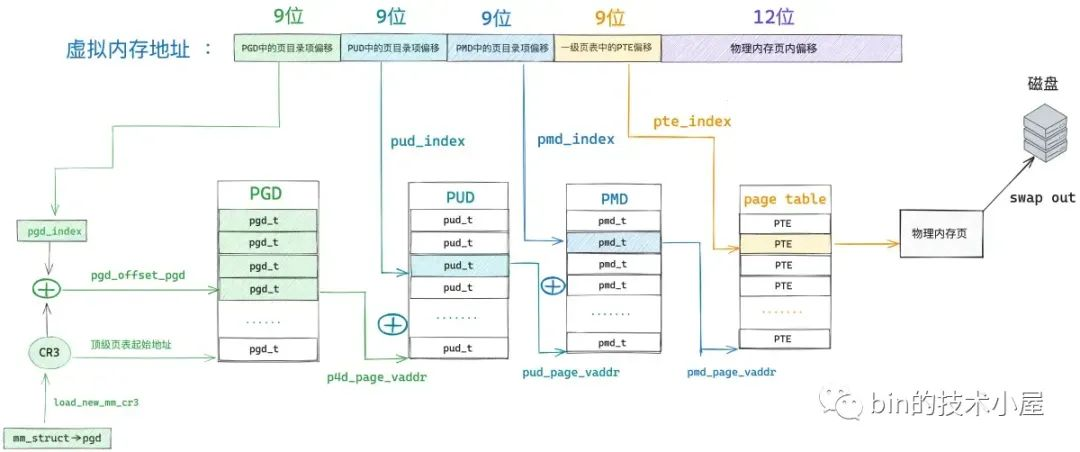 9位 9位 9位 9位 12位
虚拟内存地址 :
PGD中的页目录项偏移 PUD中的页目录项偏移 PMD中的页目录项偏移 一级页表中的PTE偏移 物理内存页内偏移
磁盘
pud_index
pmd_index
pte_index
swap out
PGD
PUD
PMD
page table
pgd_t
pgd_t
pgd_t
pgd_t
······
pgd_t
pud_t
pud_t
pud_t
pud_t
·······
pud_t
pmd_t
pmd_t
pmd_t
pmd_t
·······
pmd_t
PTE
PTE
PTE
PTE
·······
PTE
物理内存页
pgd_index
pgd_offset_pgd
CR3
顶级页表起始地址
p4d_page_vaddr
pud_page_vaddr
pmd_page_vaddr
load_new_mm_cr3
mm_struct→pgd
bin的技术小屋